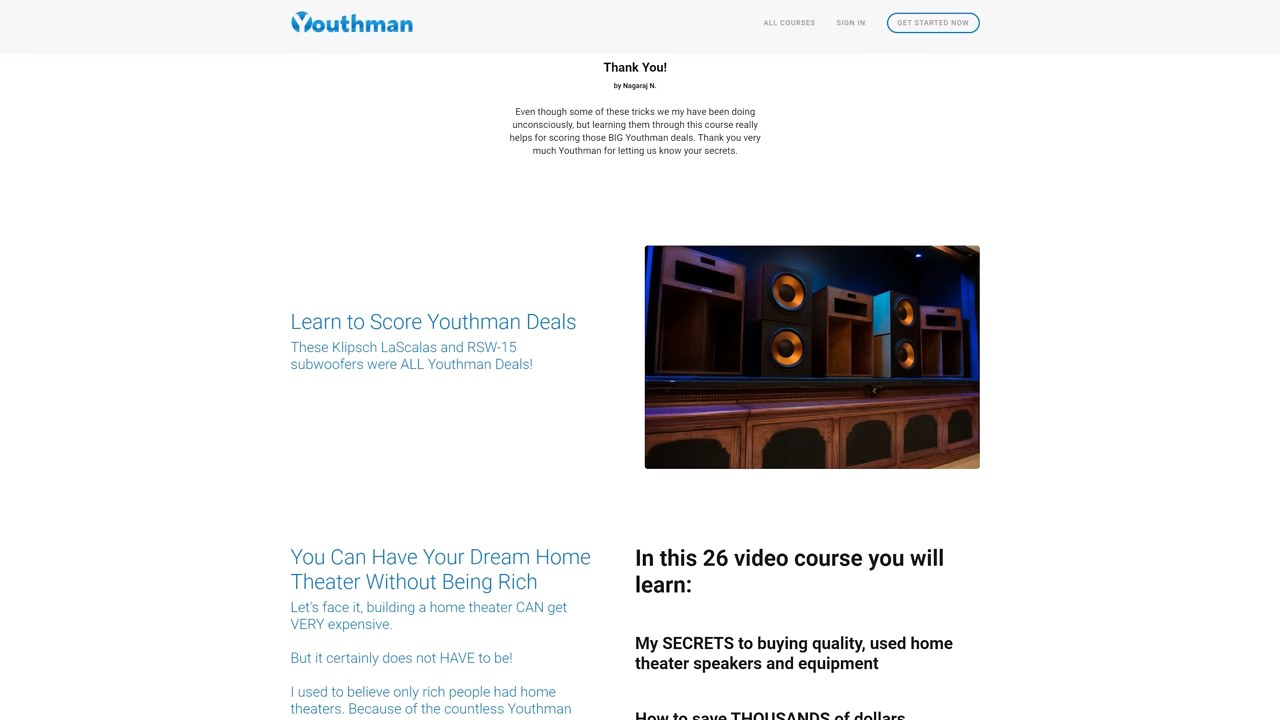 Youthman
ALL COURSES
SIGN IN
GET STARTED NOW
Thank You!
by Nagaraj N.
Even though some of these tricks we my have been doing
unconsciously, but learning them through this course really
helps for scoring those BIG Youthman deals. Thank you very
much Youthman for letting us know your secrets.
Learn to Score Youthman Deals
These Klipsch LaScalas and RSW-15
subwoofers were ALL Youthman Deals!
You Can Have Your Dream Home
Theater Without Being Rich
Let's face it, building a home theater CAN get
VERY expensive.
But it certainly does not HAVE to be!
I used to believe only rich people had home
theaters. Because of the countless Youthman
In this 26 video course you will
learn:
My SECRETS to buying quality, used home
theater speakers and equipment
How to save THOUSANDS of dollars